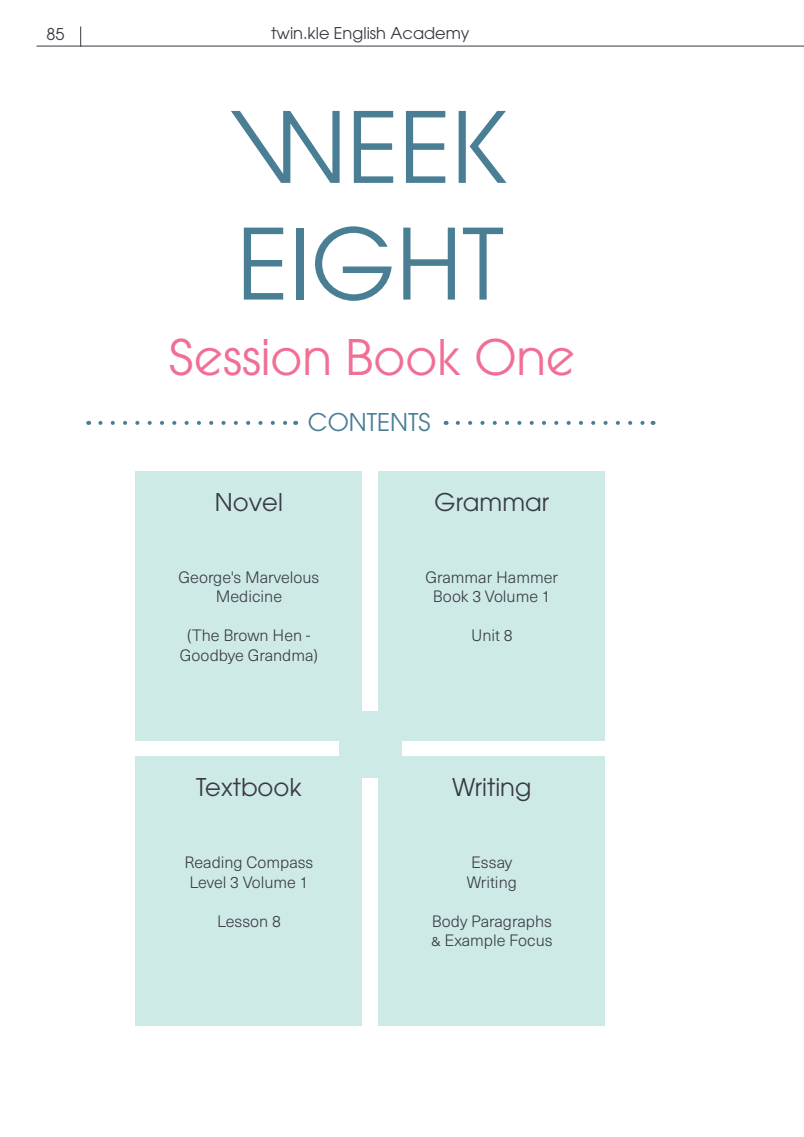 85
twin.kle English Academy
WEEK
EIGHT
Session Book One
CONTENTS
Novel
George's Marvelous
Medicine
(The Brown Hen -
Goodbye Grandma)
Grammar
Grammar Hammer
Book 3 Volume 1
Unit 8
Textbook
Reading Compass
Level 3 Volume 1
Lesson 8
Writing
Essay
Writing
Body Paragraphs
& Example Focus